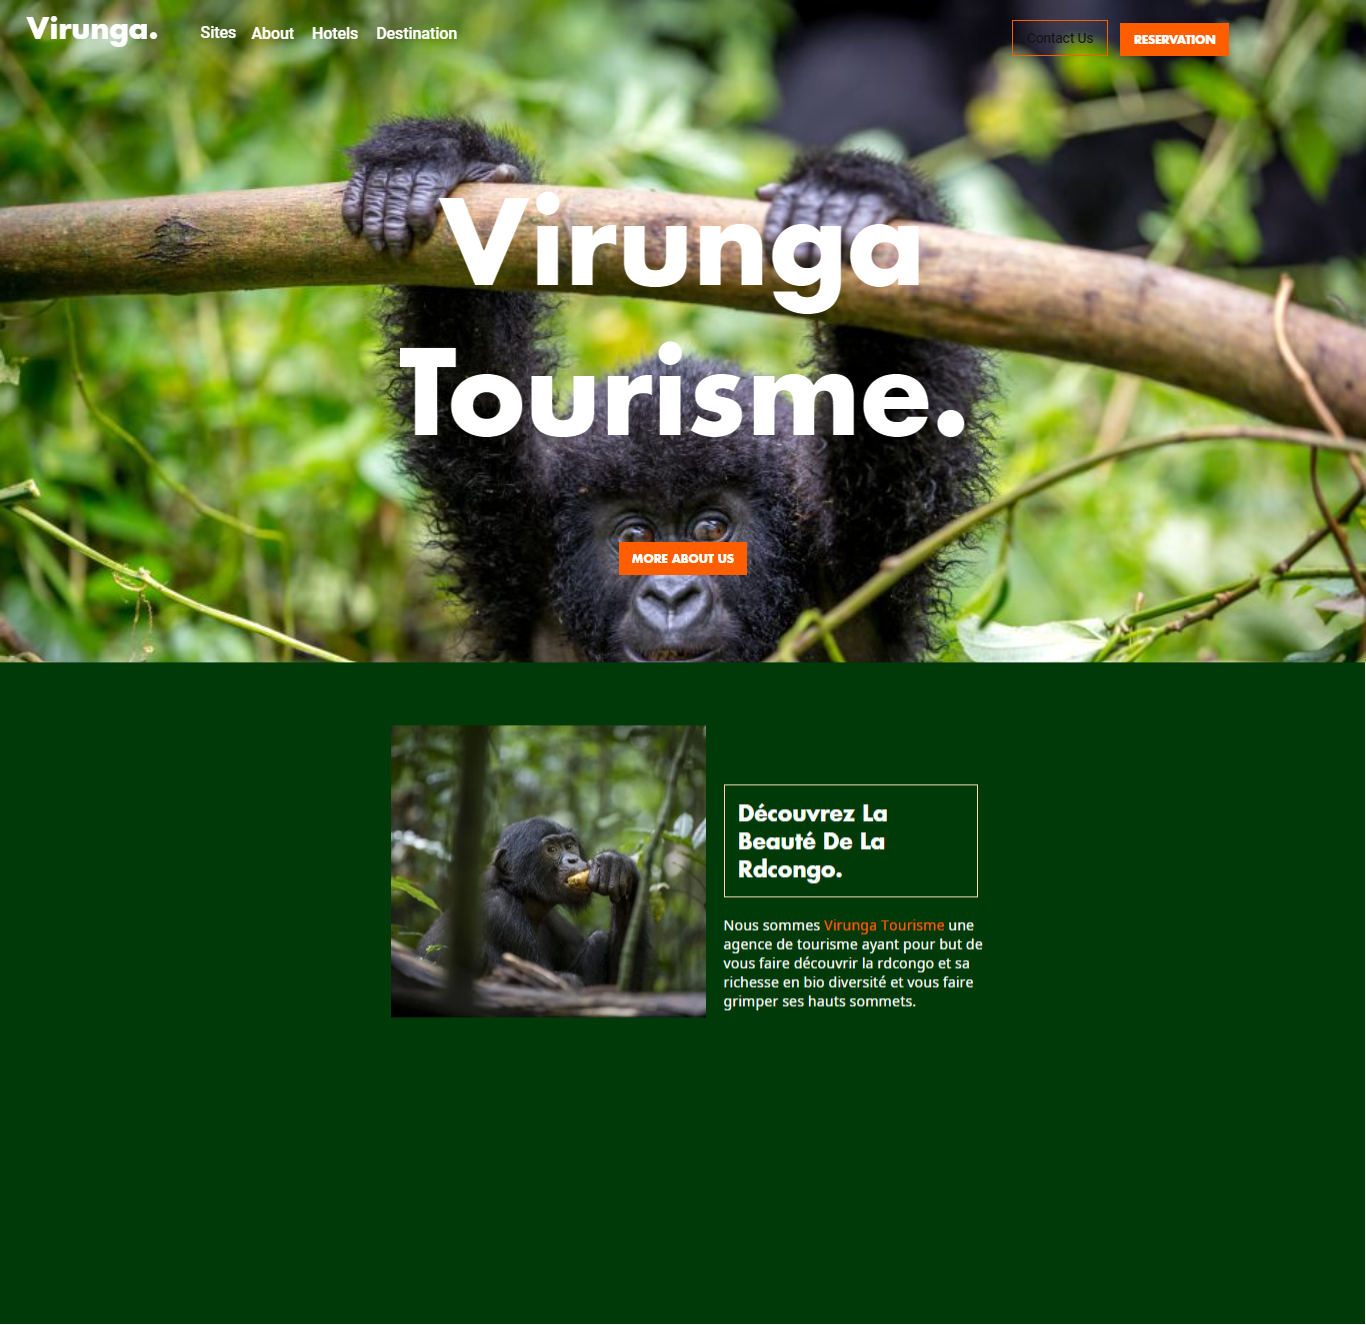 Virunga.
Sites About Hotels Destination
Contact Us
RESERVATION
Virunga
Tourisme.
MORE ABOUT US
Découvrez La
Beauté De La
Rdcongo.
Nous sommes Virunga Tourisme une
agence de tourisme ayant pour but de
vous faire découvrir la rdcongo et sa
richesse en bio diversité et vous faire
grimper ses hauts sommets.